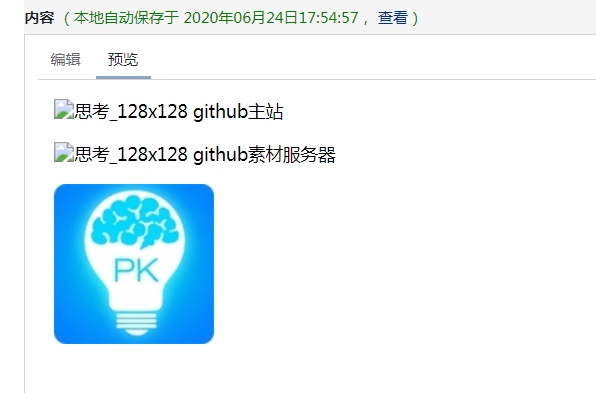 内容（本地自动保存于 2020年06月24日17:54:57，查看）
编辑 预览
思考_128x128 github主站
思考_128x128 github素材服务器
PK